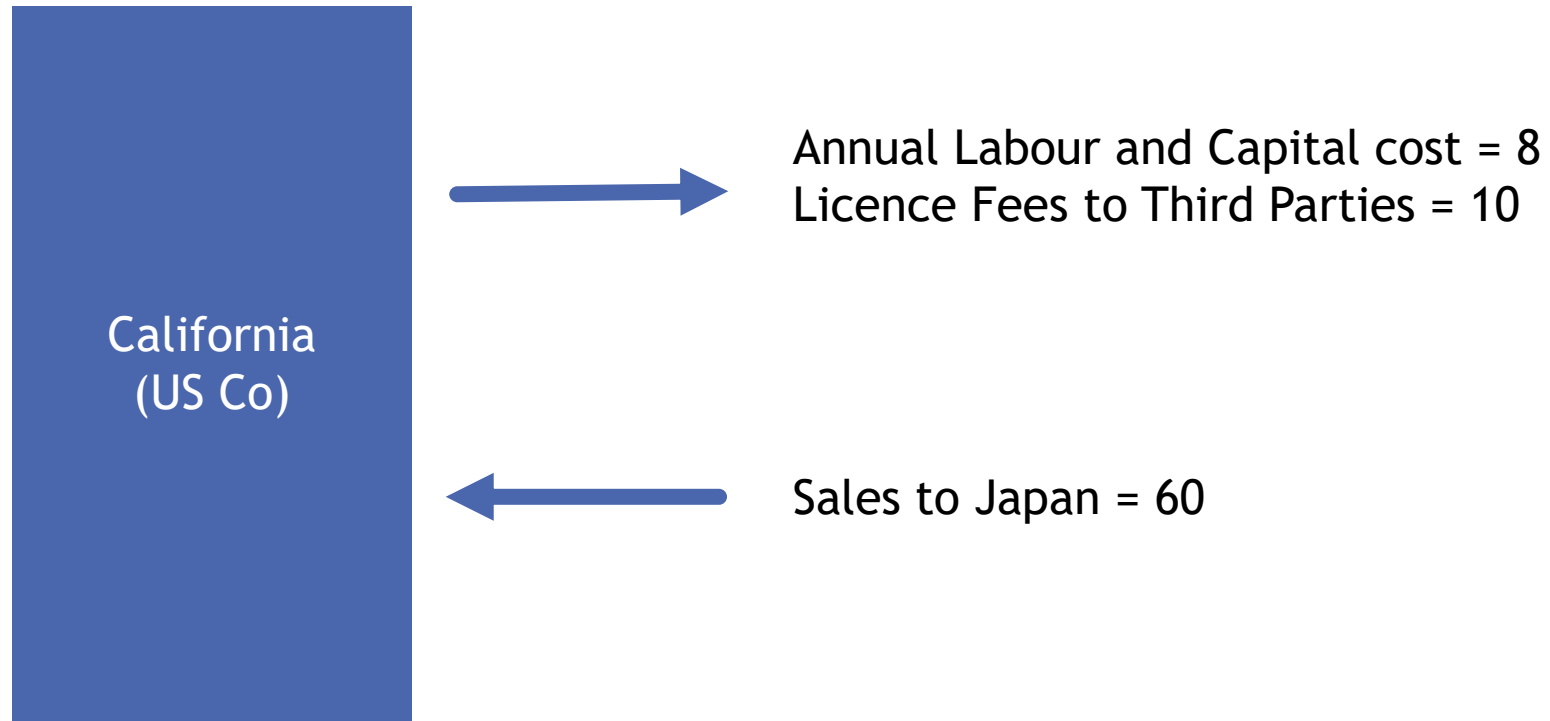 California
(US Co)
Annual Labour and Capital cost = 8
Licence Fees to Third Parties = 10
Sales to Japan = 60